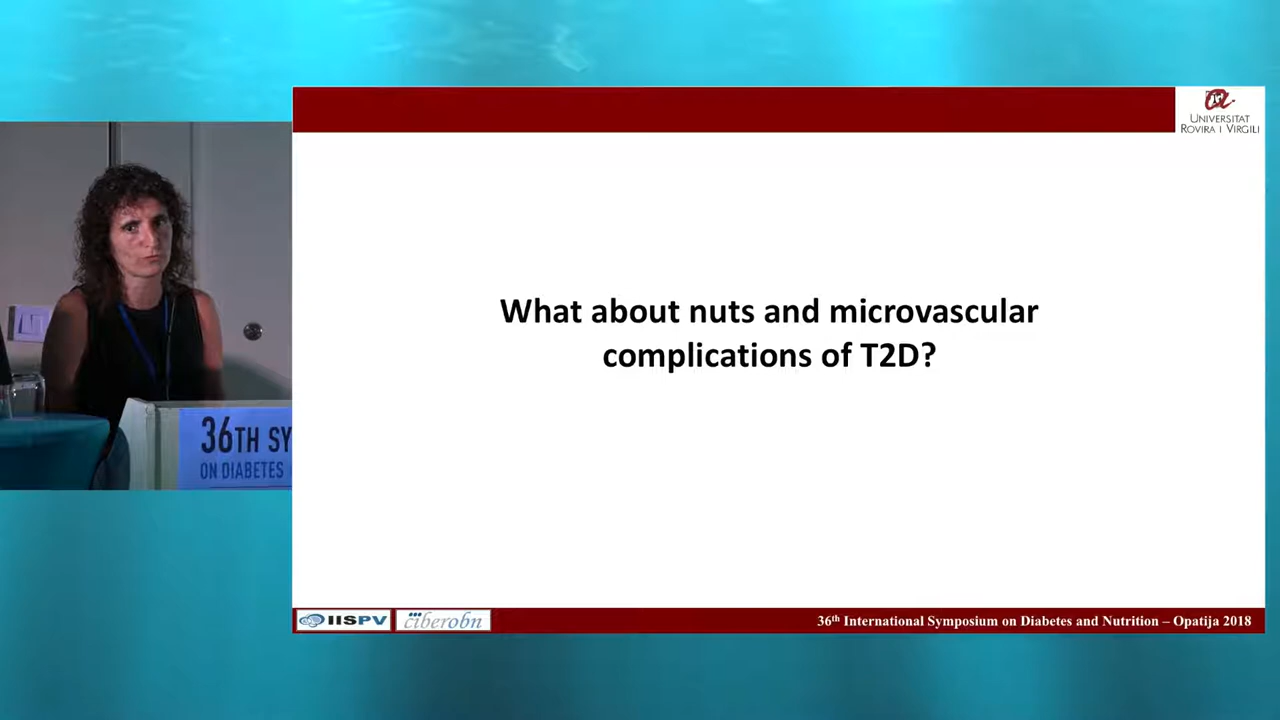 UNIVERSITAT
ROVIRA I VIRGILI
What about nuts and microvascular
complications of T2D?
36TH SY
ON DIABETES
IISPV
ciberobn
36th International Symposium on Diabetes and Nutrition – Opatija 2018